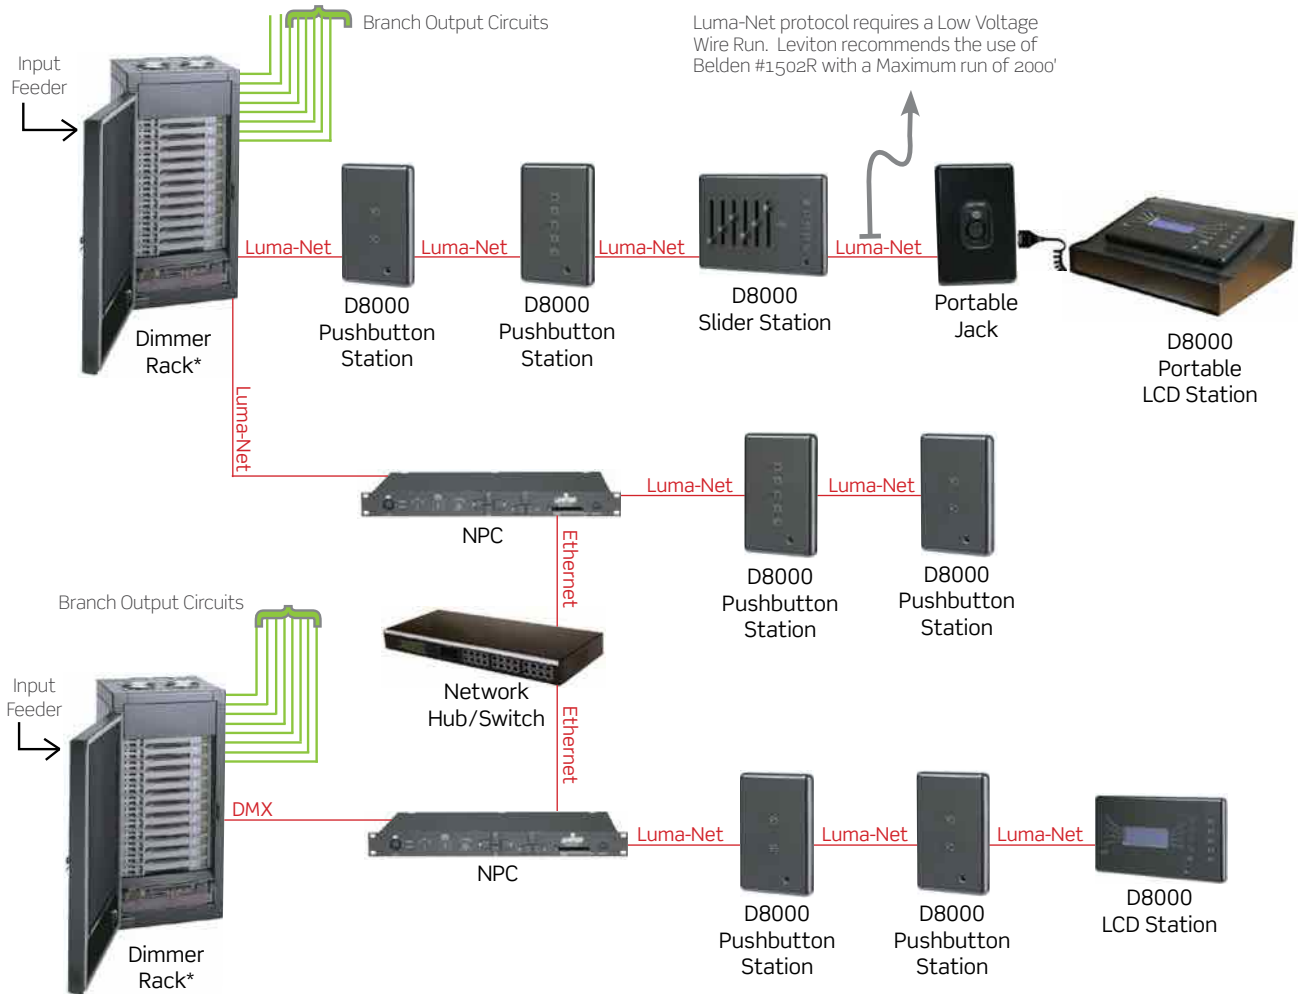 Branch Output Circuits
Luma-Net protocol requires a Low Voltage
Wire Run. Leviton recommends the use of
Belden #1502R with a Maximum run of 2000'
Input
Feeder
Luma-Net
Luma-Net
Luma-Net
Luma-Net
Dimmer
Rack*
D8000
Pushbutton
Station
D8000
Pushbutton
Station
D8000
Slider Station
Portable
Jack
D8000
Portable
LCD Station
Luma-Net
NPC
Luma-Net
Luma-Net
D8000
Pushbutton
Station
D8000
Pushbutton
Station
Ethernet
Network
Hub/Switch
Ethernet
Branch Output Circuits
Input
Feeder
DMX
NPC
Luma-Net
Luma-Net
Luma-Net
Dimmer
Rack*
D8000
Pushbutton
Station
D8000
Pushbutton
Station
D8000
LCD Station